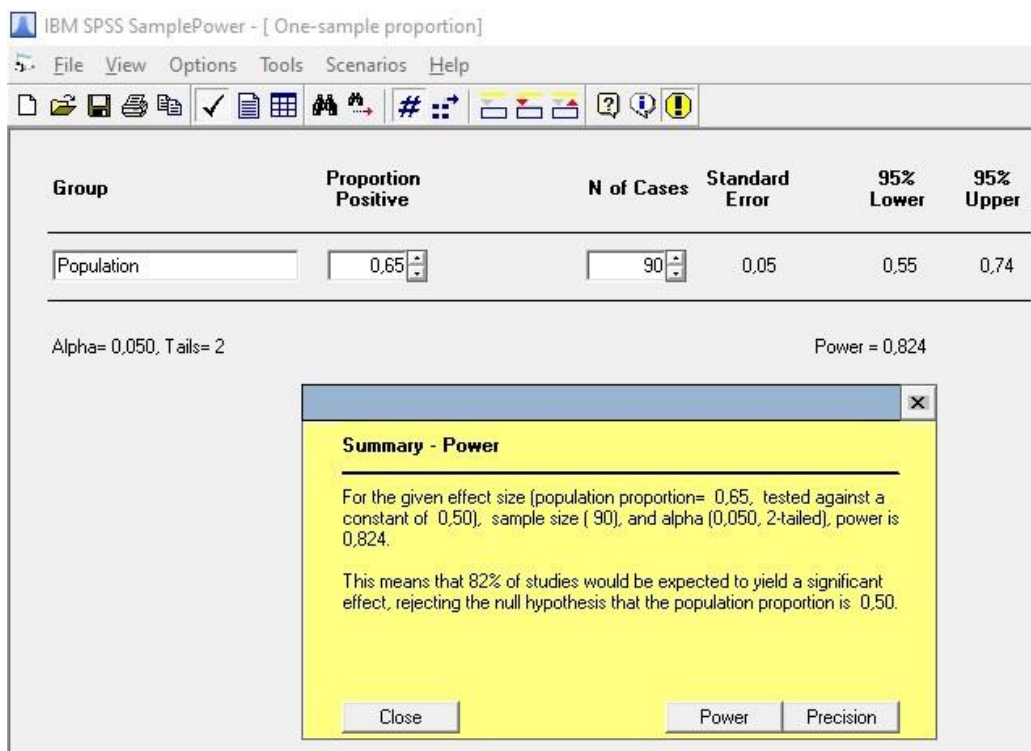 IBM SPSS SamplePower - [ One-sample proportion]
File View Options Tools Scenarios Help
Group Proportion Positive N of Cases Standard Error 95% Lower 95% Upper
Population 0,65 90 0,05 0,55 0,74
Alpha= 0,050, Tails= 2 Power = 0,824
Summary - Power
For the given effect size (population proportion= 0,65, tested against a
constant of 0,50), sample size ( 90), and alpha (0,050, 2-tailed), power is
0,824.
This means that 82% of studies would be expected to yield a significant
effect, rejecting the null hypothesis that the population proportion is 0,50.
Close Power Precision